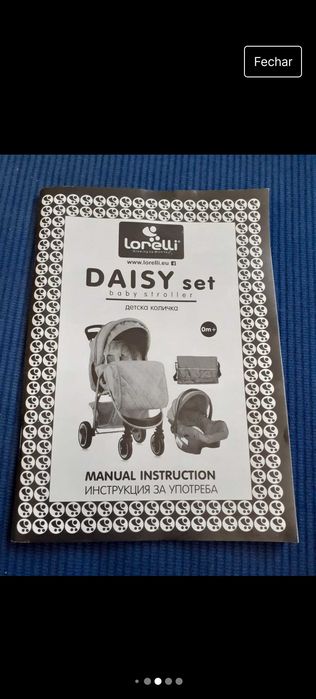 Fechar
Lorelli
www.lorelli.eu
DAISY set
baby stroller
детска количка
0m+
MANUAL INSTRUCTION
ИНСТРУКЦИЯ ЗА УПОТРЕБА